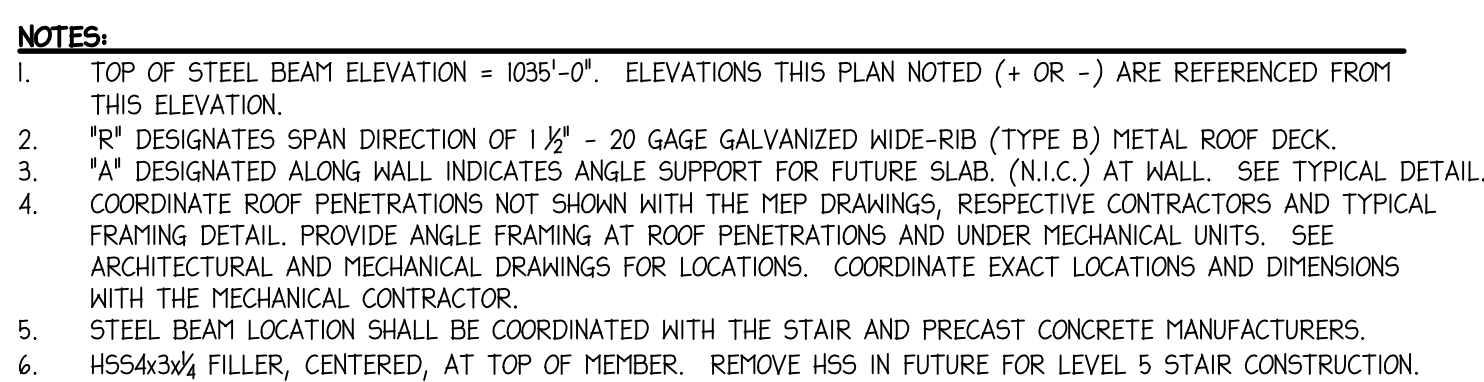 NOTES:
1. TOP OF STEEL BEAM ELEVATION = 1035'-0". ELEVATIONS THIS PLAN NOTED (+ OR -) ARE REFERENCED FROM
THIS ELEVATION.
2. "R" DESIGNATES SPAN DIRECTION OF 1 ½" - 20 GAGE GALVANIZED WIDE-RIB (TYPE B) METAL ROOF DECK.
3. "A" DESIGNATED ALONG WALL INDICATES ANGLE SUPPORT FOR FUTURE SLAB. (N.I.C.) AT WALL. SEE TYPICAL DETAIL.
4. COORDINATE ROOF PENETRATIONS NOT SHOWN WITH THE MEP DRAWINGS, RESPECTIVE CONTRACTORS AND TYPICAL
FRAMING DETAIL. PROVIDE ANGLE FRAMING AT ROOF PENETRATIONS AND UNDER MECHANICAL UNITS. SEE
ARCHITECTURAL AND MECHANICAL DRAWINGS FOR LOCATIONS. COORDINATE EXACT LOCATIONS AND DIMENSIONS
WITH THE MECHANICAL CONTRACTOR.
5. STEEL BEAM LOCATION SHALL BE COORDINATED WITH THE STAIR AND PRECAST CONCRETE MANUFACTURERS.
6. HSS4x3x¼ FILLER, CENTERED, AT TOP OF MEMBER. REMOVE HSS IN FUTURE FOR LEVEL 5 STAIR CONSTRUCTION.